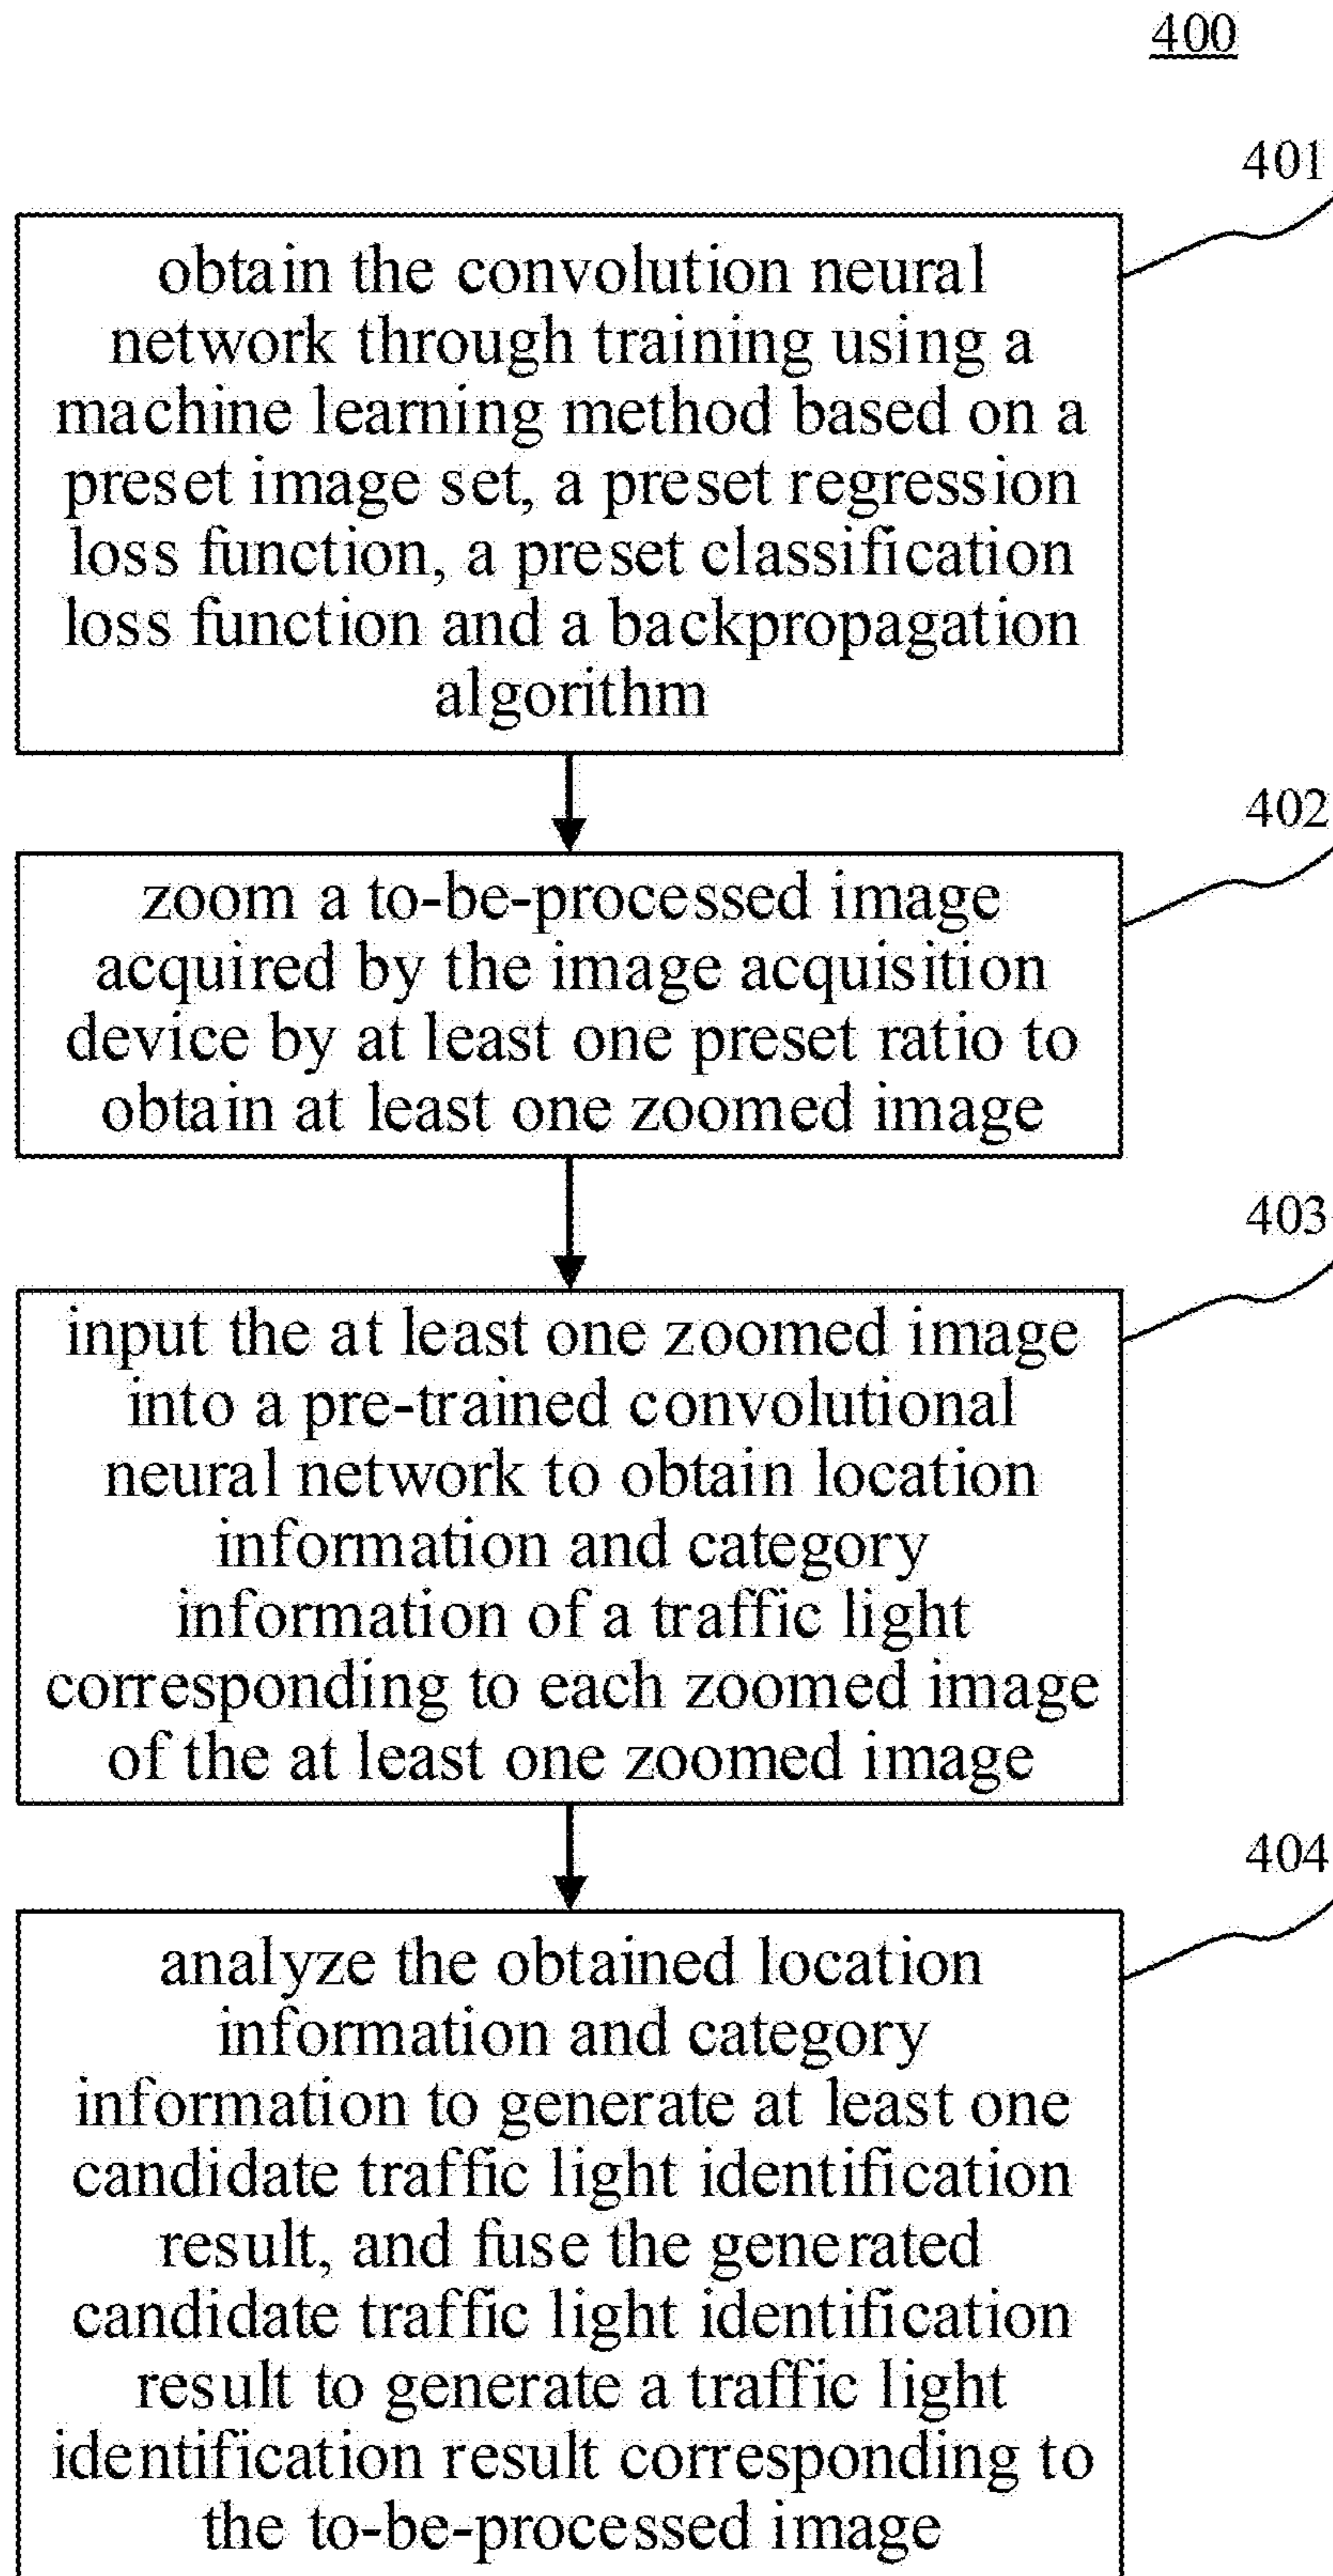 400
401
obtain the convolution neural
network through training using a
machine learning method based on a
preset image set, a preset regression
loss function, a preset classification
loss function and a backpropagation
algorithm
402
zoom a to-be-processed image
acquired by the image acquisition
device by at least one preset ratio to
obtain at least one zoomed image
403
input the at least one zoomed image
into a pre-trained convolutional
neural network to obtain location
information and category
information of a traffic light
corresponding to each zoomed image
of the at least one zoomed image
404
analyze the obtained location
information and category
information to generate at least one
candidate traffic light identification
result, and fuse the generated
candidate traffic light identification
result to generate a traffic light
identification result corresponding to
the to-be-processed image